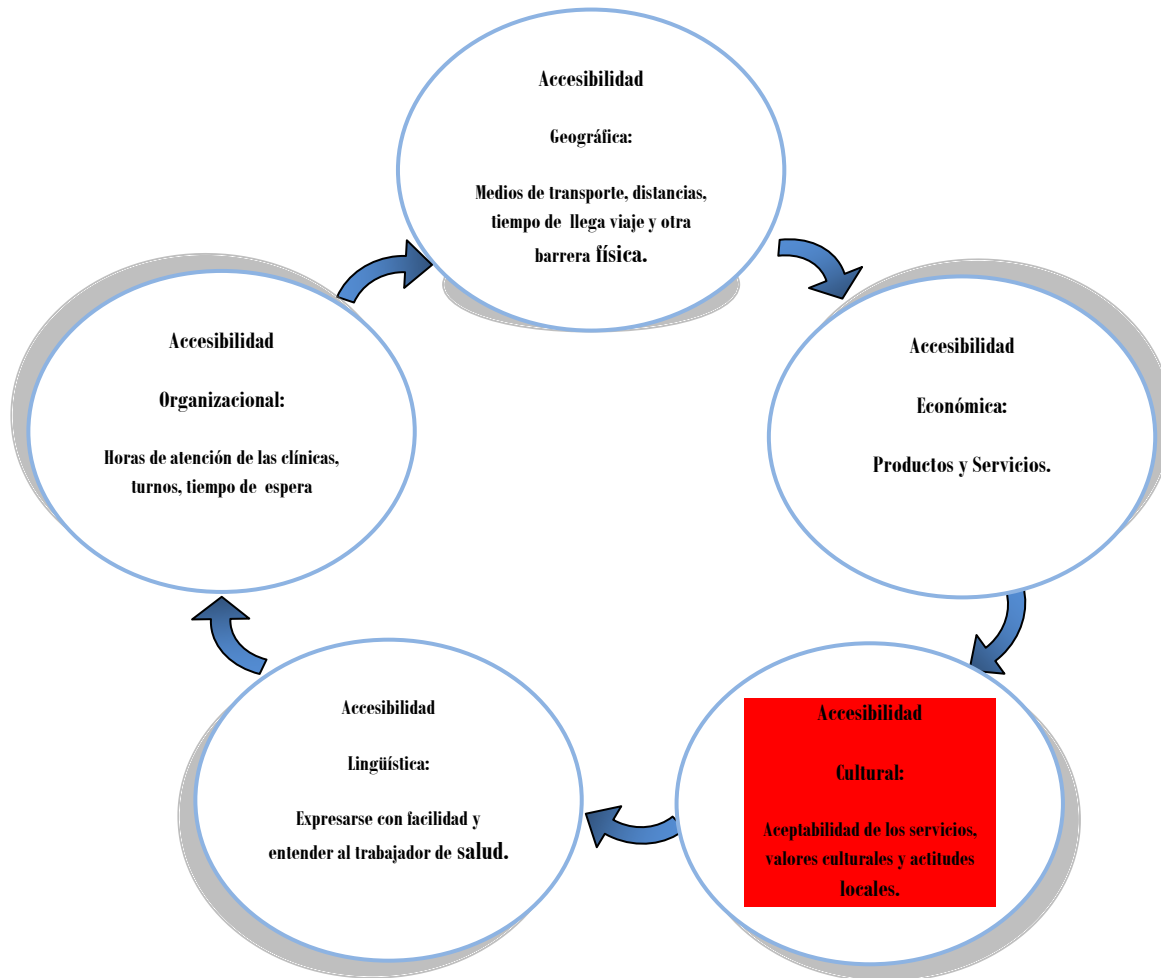 Accesibilidad
Geográfica:
Medios de transporte, distancias,
tiempo de llega viaje y otra
barrera física.
Accesibilidad
Económica:
Productos y Servicios.
Accesibilidad
Cultural:
Aceptabilidad de los servicios,
valores culturales y actitudes
locales.
Accesibilidad
Lingüística:
Expresarse con facilidad y
entender al trabajador de salud.
Accesibilidad
Organizacional:
Horas de atención de las clínicas,
turnos, tiempo de espera